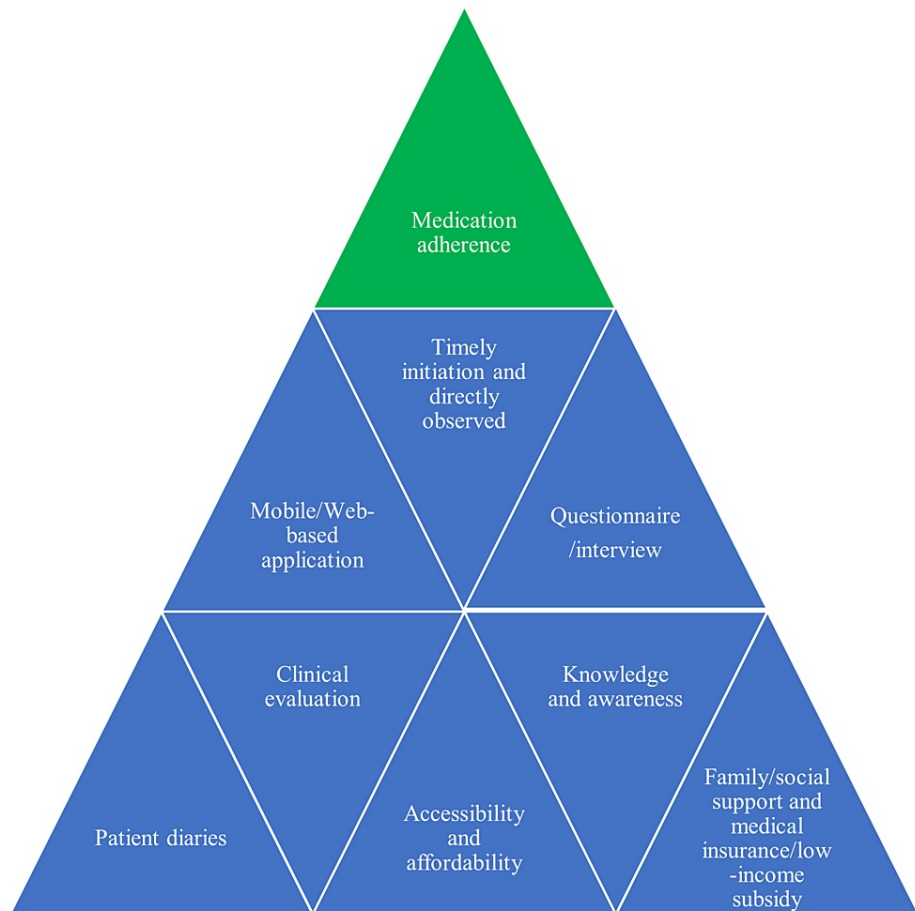 Medication
adherence
Timely
initiation and
directly
observed
Mobile/Web-
based
application
Questionnaire
/interview
Clinical
evaluation
Knowledge
and awareness
Patient diaries
Accessibility
and
affordability
Family/social
support and
medical
insurance/low
-income
subsidy